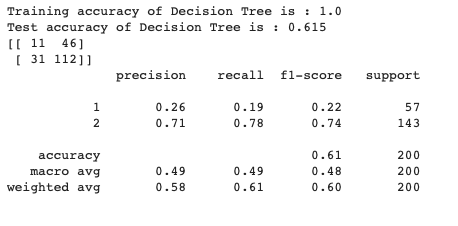 Training accuracy of Decision Tree is : 1.0
Test accuracy of Decision Tree is : 0.615
[[ 11  46]
 [ 31 112]]
              precision    recall  f1-score   support

           1       0.26      0.19      0.22        57
           2       0.71      0.78      0.74       143

    accuracy                           0.61       200
   macro avg       0.49      0.49      0.48       200
weighted avg       0.58      0.61      0.60       200